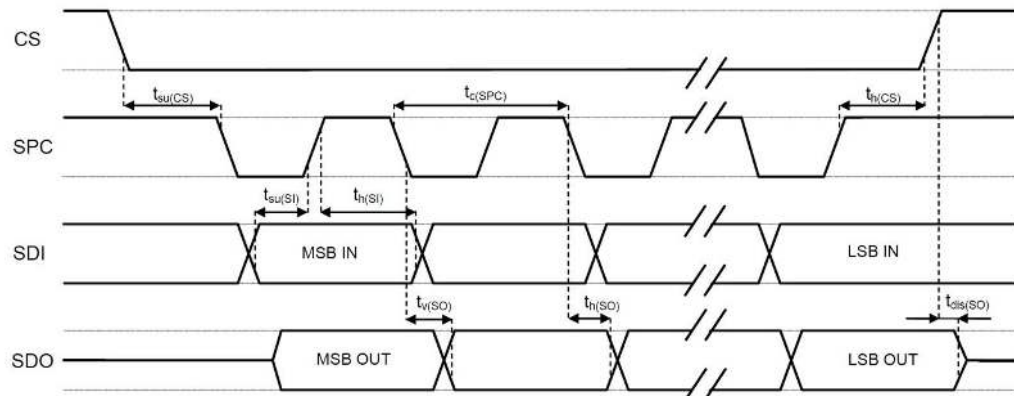 CS
t_su(CS) t_c(SPC) t_h(CS)
SPC
t_su(SI) t_h(SI)
SDI MSB IN LSB IN
t_v(SO) t_h(SO) t_dis(SO)
SDO MSB OUT LSB OUT